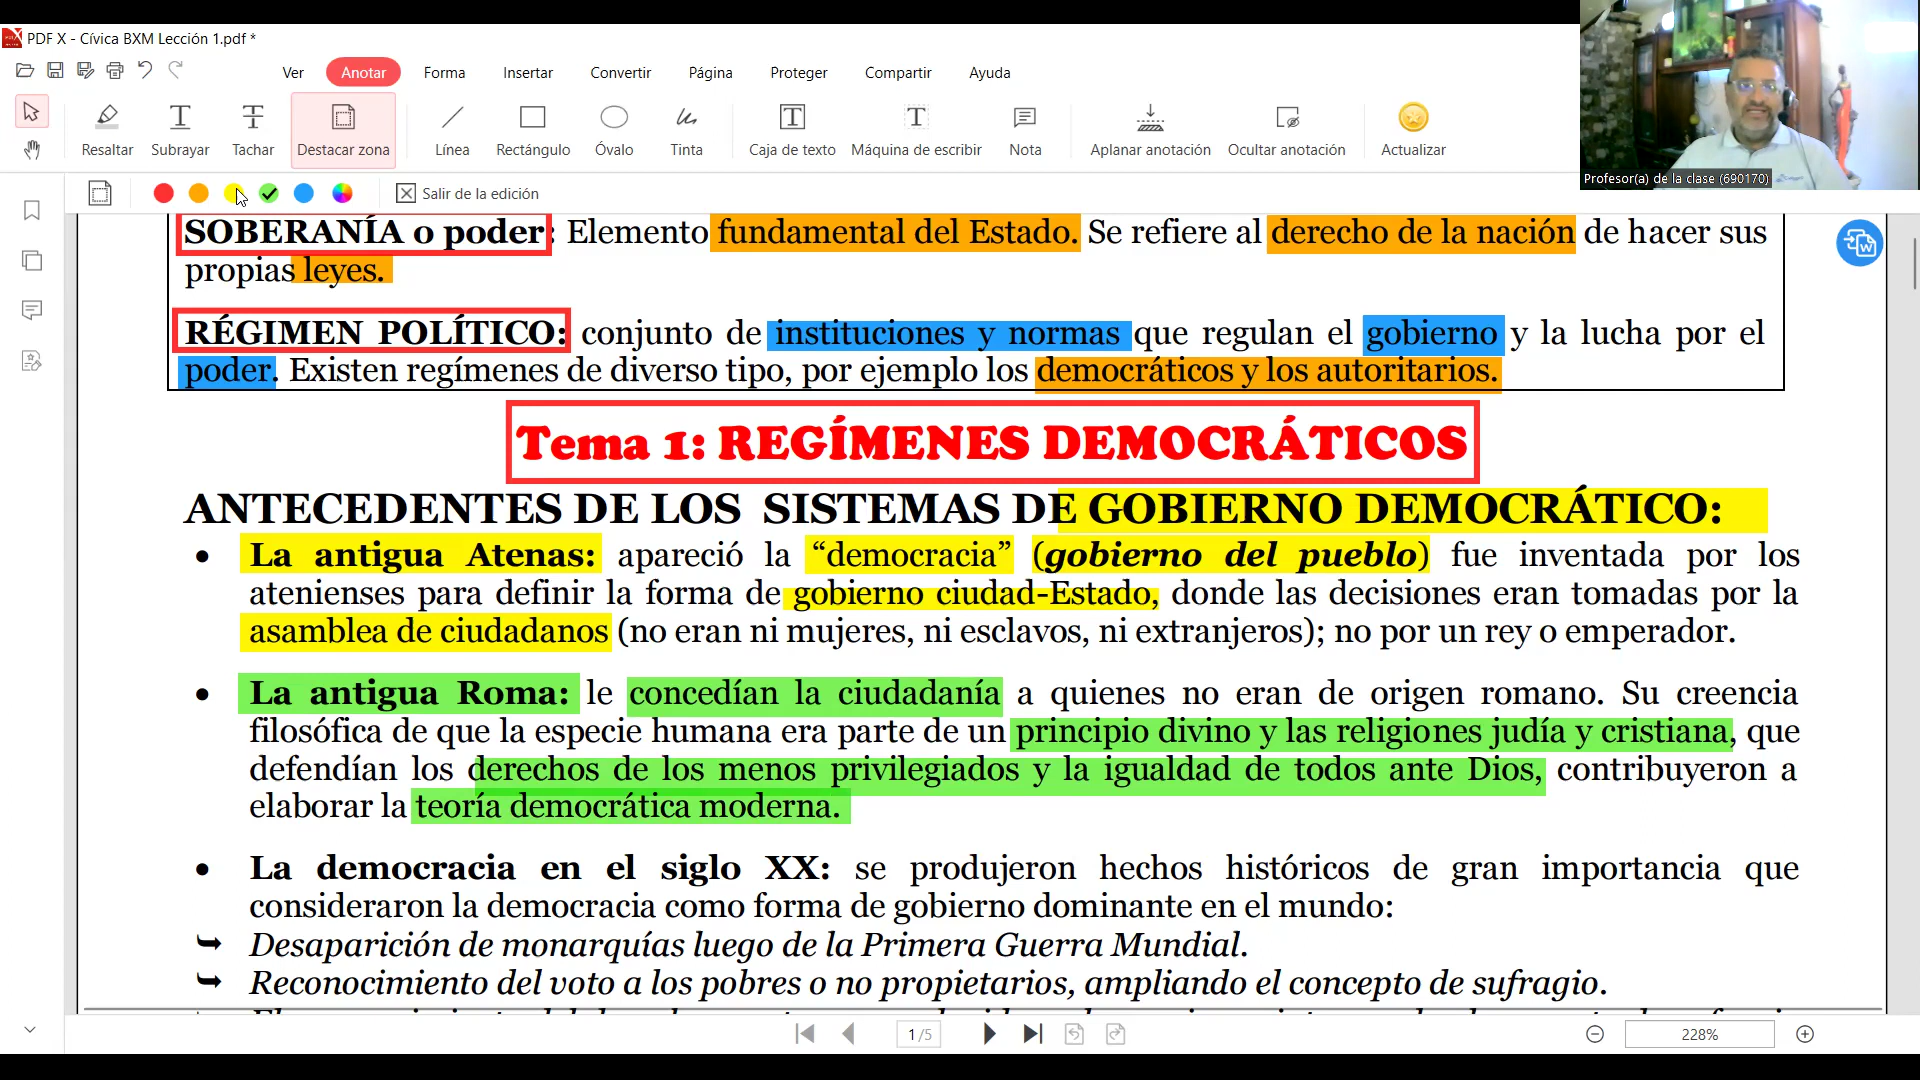 PDF X - Cívica BXM Lección 1.pdf *
Ver Anotar Forma Insertar Convertir Página Proteger Compartir Ayuda
Resaltar Subrayar Tachar Destacar zona Línea Rectángulo Óvalo Tinta Caja de texto Máquina de escribir Nota Aplanar anotación Ocultar anotación Actualizar
Profesor(a) de la clase (690170)
Salir de la edición
SOBERANÍA o poder: Elemento fundamental del Estado. Se refiere al derecho de la nación de hacer sus
propias leyes.
RÉGIMEN POLÍTICO: conjunto de instituciones y normas que regulan el gobierno y la lucha por el
poder. Existen regímenes de diverso tipo, por ejemplo los democráticos y los autoritarios.
Tema 1: REGÍMENES DEMOCRÁTICOS
ANTECEDENTES DE LOS SISTEMAS DE GOBIERNO DEMOCRÁTICO:
• La antigua Atenas: apareció la “democracia” (gobierno del pueblo) fue inventada por los
atenienses para definir la forma de gobierno ciudad-Estado, donde las decisiones eran tomadas por la
asamblea de ciudadanos (no eran ni mujeres, ni esclavos, ni extranjeros); no por un rey o emperador.
• La antigua Roma: le concedían la ciudadanía a quienes no eran de origen romano. Su creencia
filosófica de que la especie humana era parte de un principio divino y las religiones judía y cristiana, que
defendían los derechos de los menos privilegiados y la igualdad de todos ante Dios, contribuyeron a
elaborar la teoría democrática moderna.
• La democracia en el siglo XX: se produjeron hechos históricos de gran importancia que
consideraron la democracia como forma de gobierno dominante en el mundo:
⮩ Desaparición de monarquías luego de la Primera Guerra Mundial.
⮩ Reconocimiento del voto a los pobres o no propietarios, ampliando el concepto de sufragio.
1/5
228%